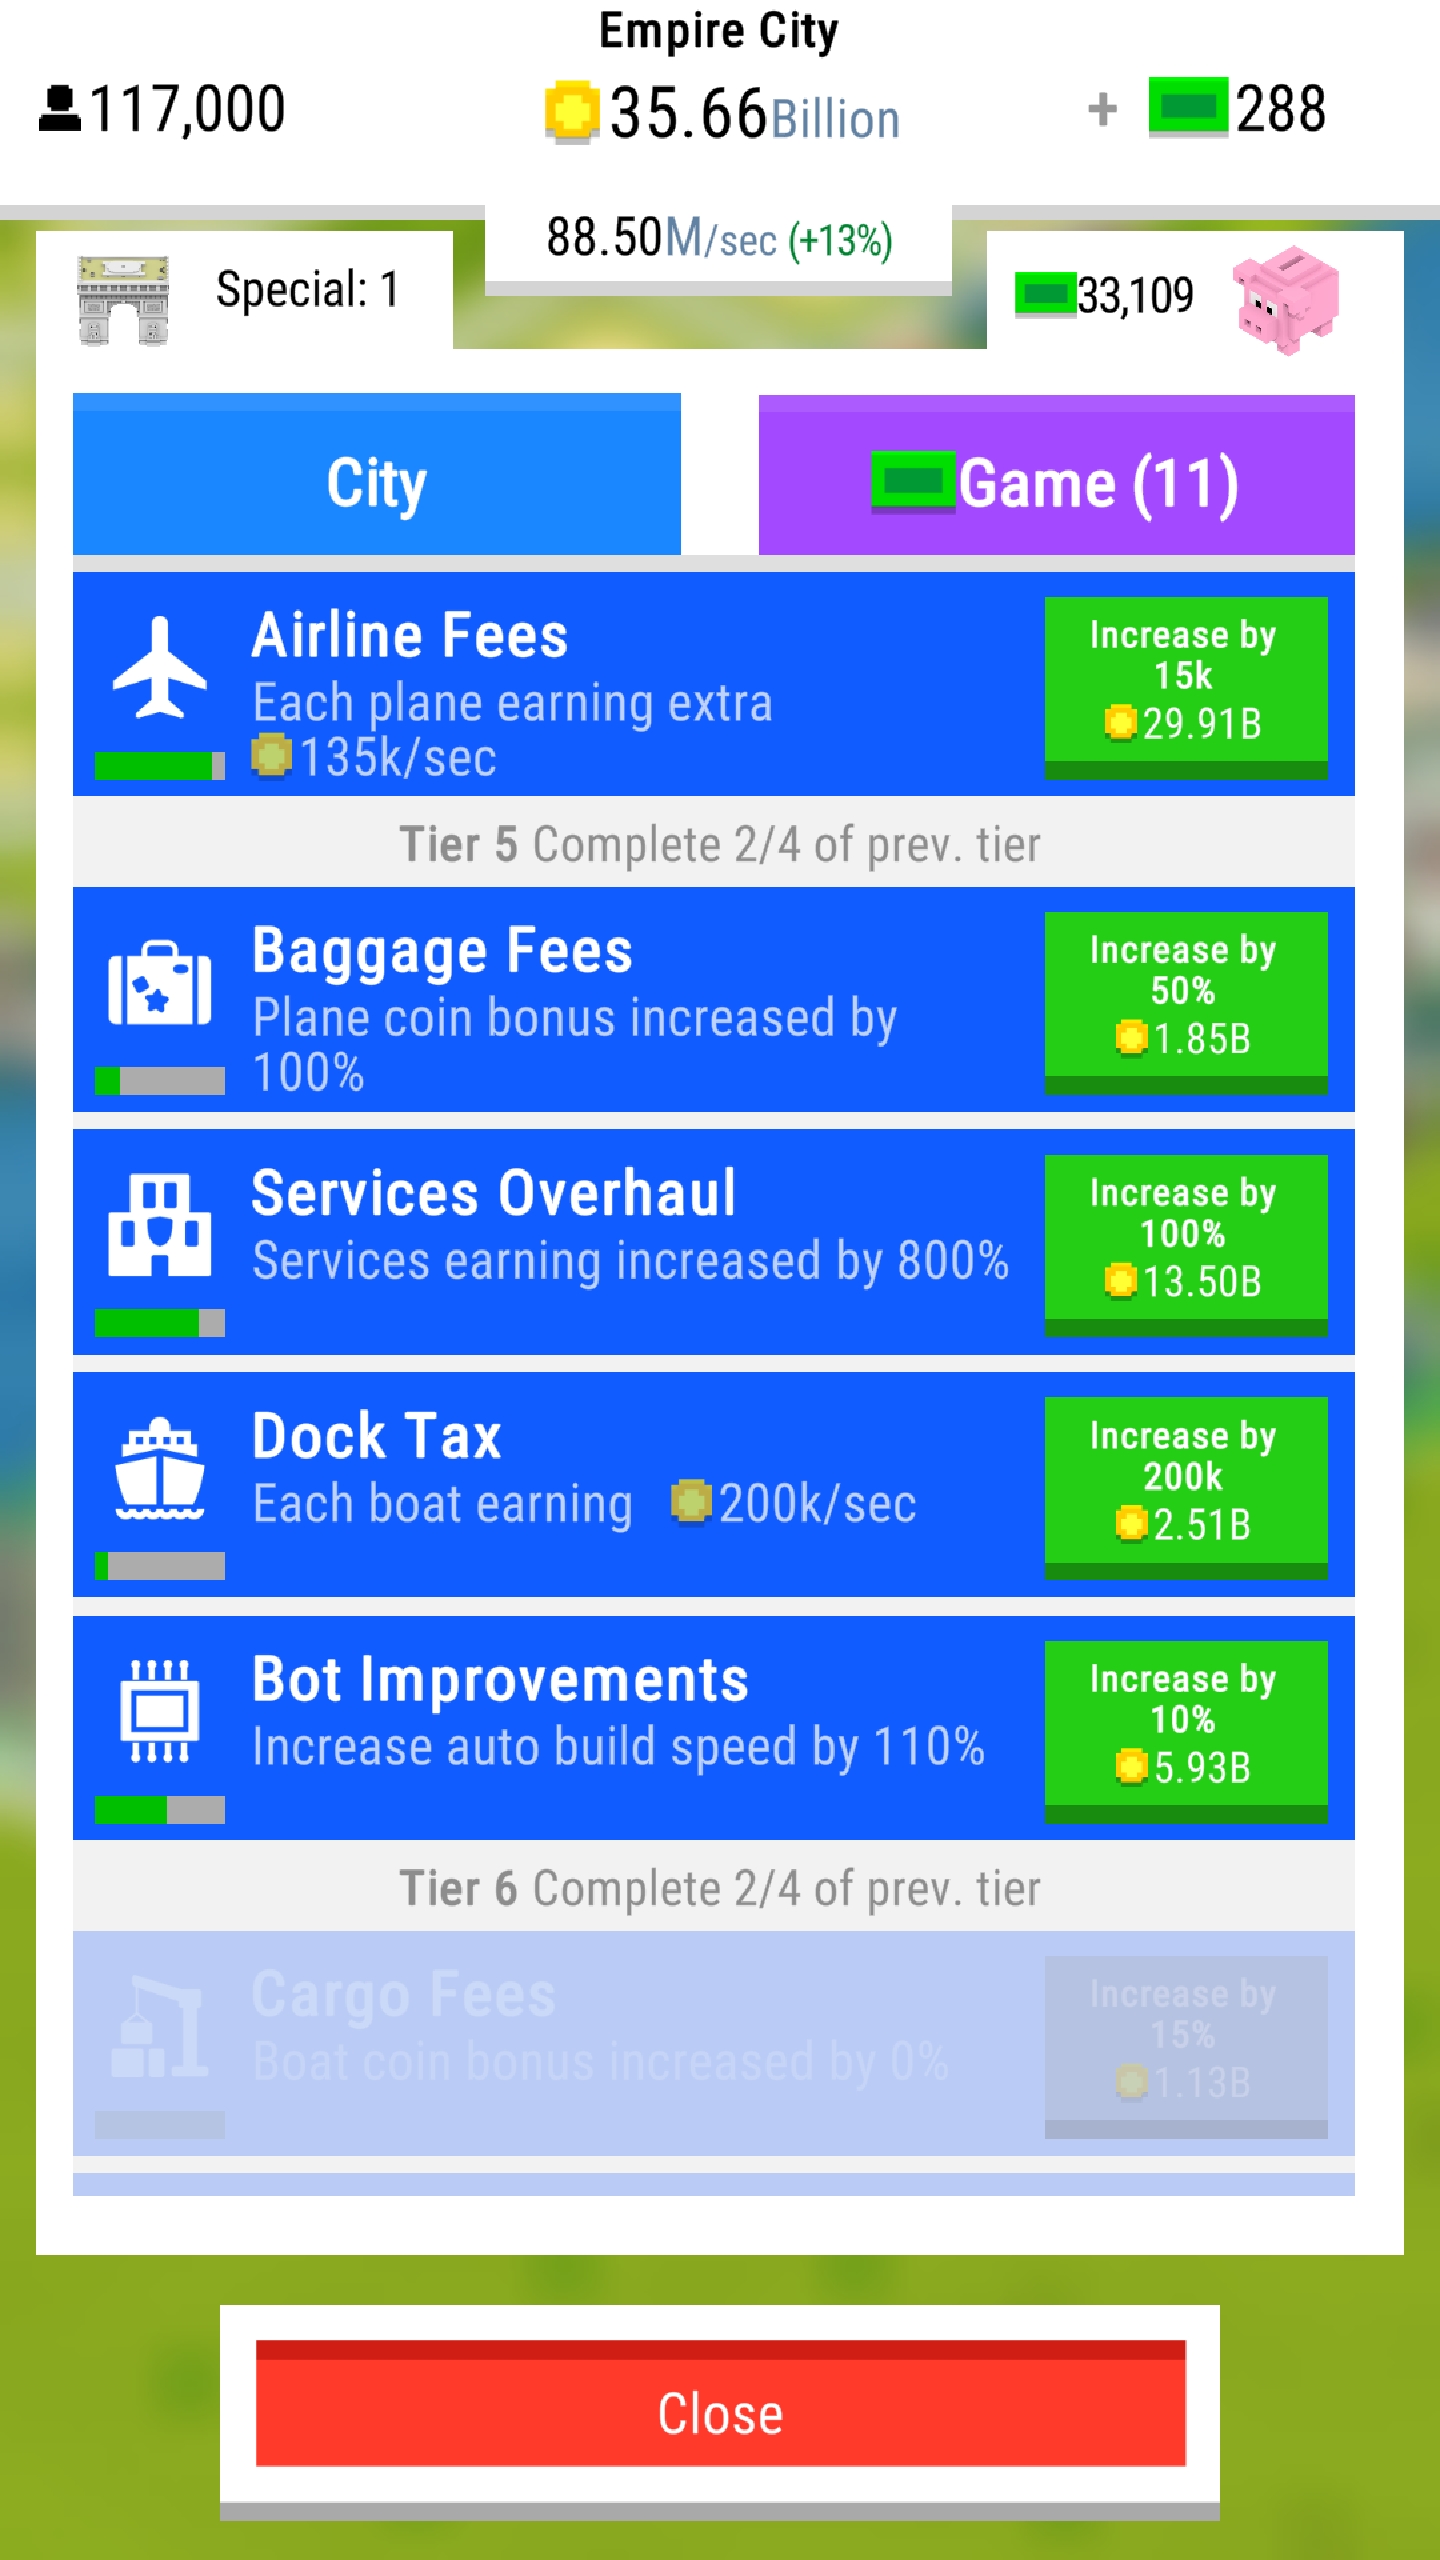 Empire City
117,000
35.66Billion
+ 288
88.50M/sec (+13%)
Special: 1
33,109
City
Game (11)
Airline Fees
Each plane earning extra
135k/sec
Increase by
15k
29.91B
Tier 5 Complete 2/4 of prev. tier
Baggage Fees
Plane coin bonus increased by
100%
Increase by
50%
1.85B
Services Overhaul
Services earning increased by 800%
Increase by
100%
13.50B
Dock Tax
Each boat earning 200k/sec
Increase by
200k
2.51B
Bot Improvements
Increase auto build speed by 110%
Increase by
10%
5.93B
Tier 6 Complete 2/4 of prev. tier
Cargo Fees
Boat coin bonus increased by 0%
Increase by
15%
1.13B
Close